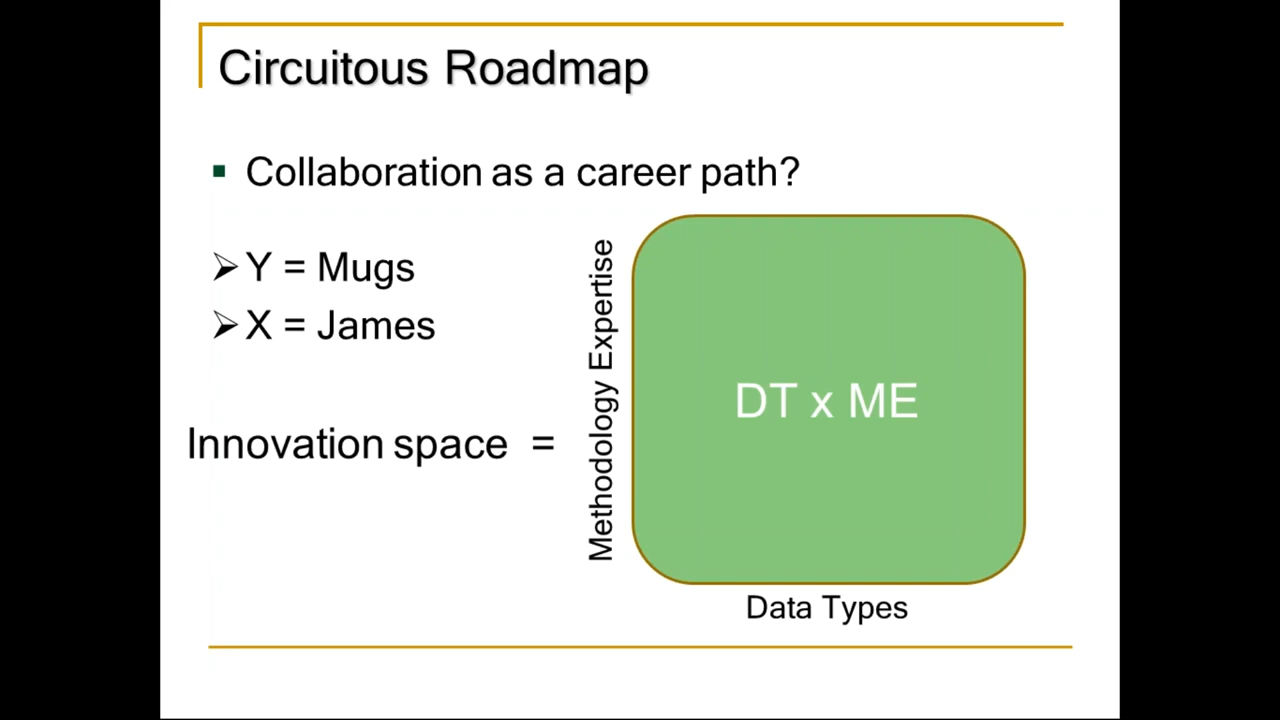 Circuitous Roadmap
Collaboration as a career path?
Y = Mugs
X = James
Innovation space =
Methodology Expertise
DT x ME
Data Types